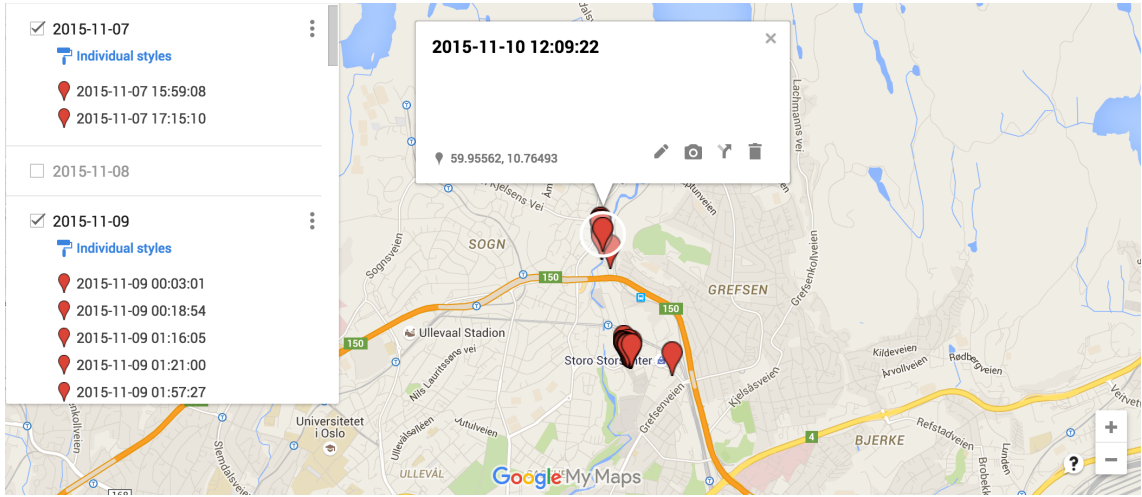 2015-11-07
Individual styles
2015-11-07 15:59:08
2015-11-07 17:15:10
2015-11-08
2015-11-09
Individual styles
2015-11-09 00:03:01
2015-11-09 00:18:54
2015-11-09 01:16:05
2015-11-09 01:21:00
2015-11-09 01:57:27
2015-11-10 12:09:22
59.95562, 10.76493
Kjelsens Vei
Lachmanns vei
SOGN
Sognsveien
150
GREFSEN
Grefsenkollveien
150
150
Ullevaal Stadion
Nils Lauritssøns vei
Storo Storsenter
Grefsenveien
Kjelsåsveien
Kildeveien
Årvollveien
Rødbergveien
Universitetet
i Oslo
Ullevålsalléen
Slemdalsveien
ULLEVÅL
4
BJERKE
Refstadveien
Lunden
Brobekk
168
Google My Maps
+
−
?